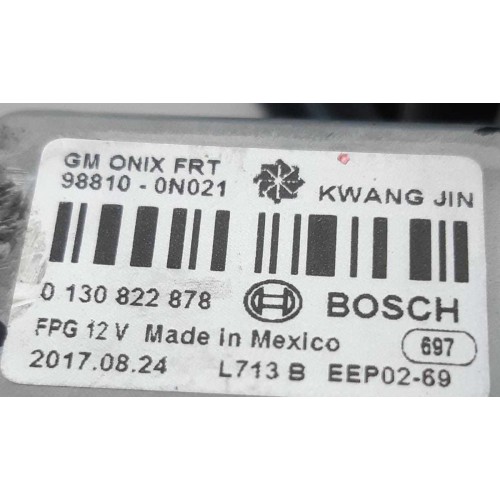 GM ONIX FRT
98810 - 0N021
KWANG JIN
0 130 822 878
BOSCH
FPG 12 V Made in Mexico
697
2017.08.24 L713 B EEP02-69